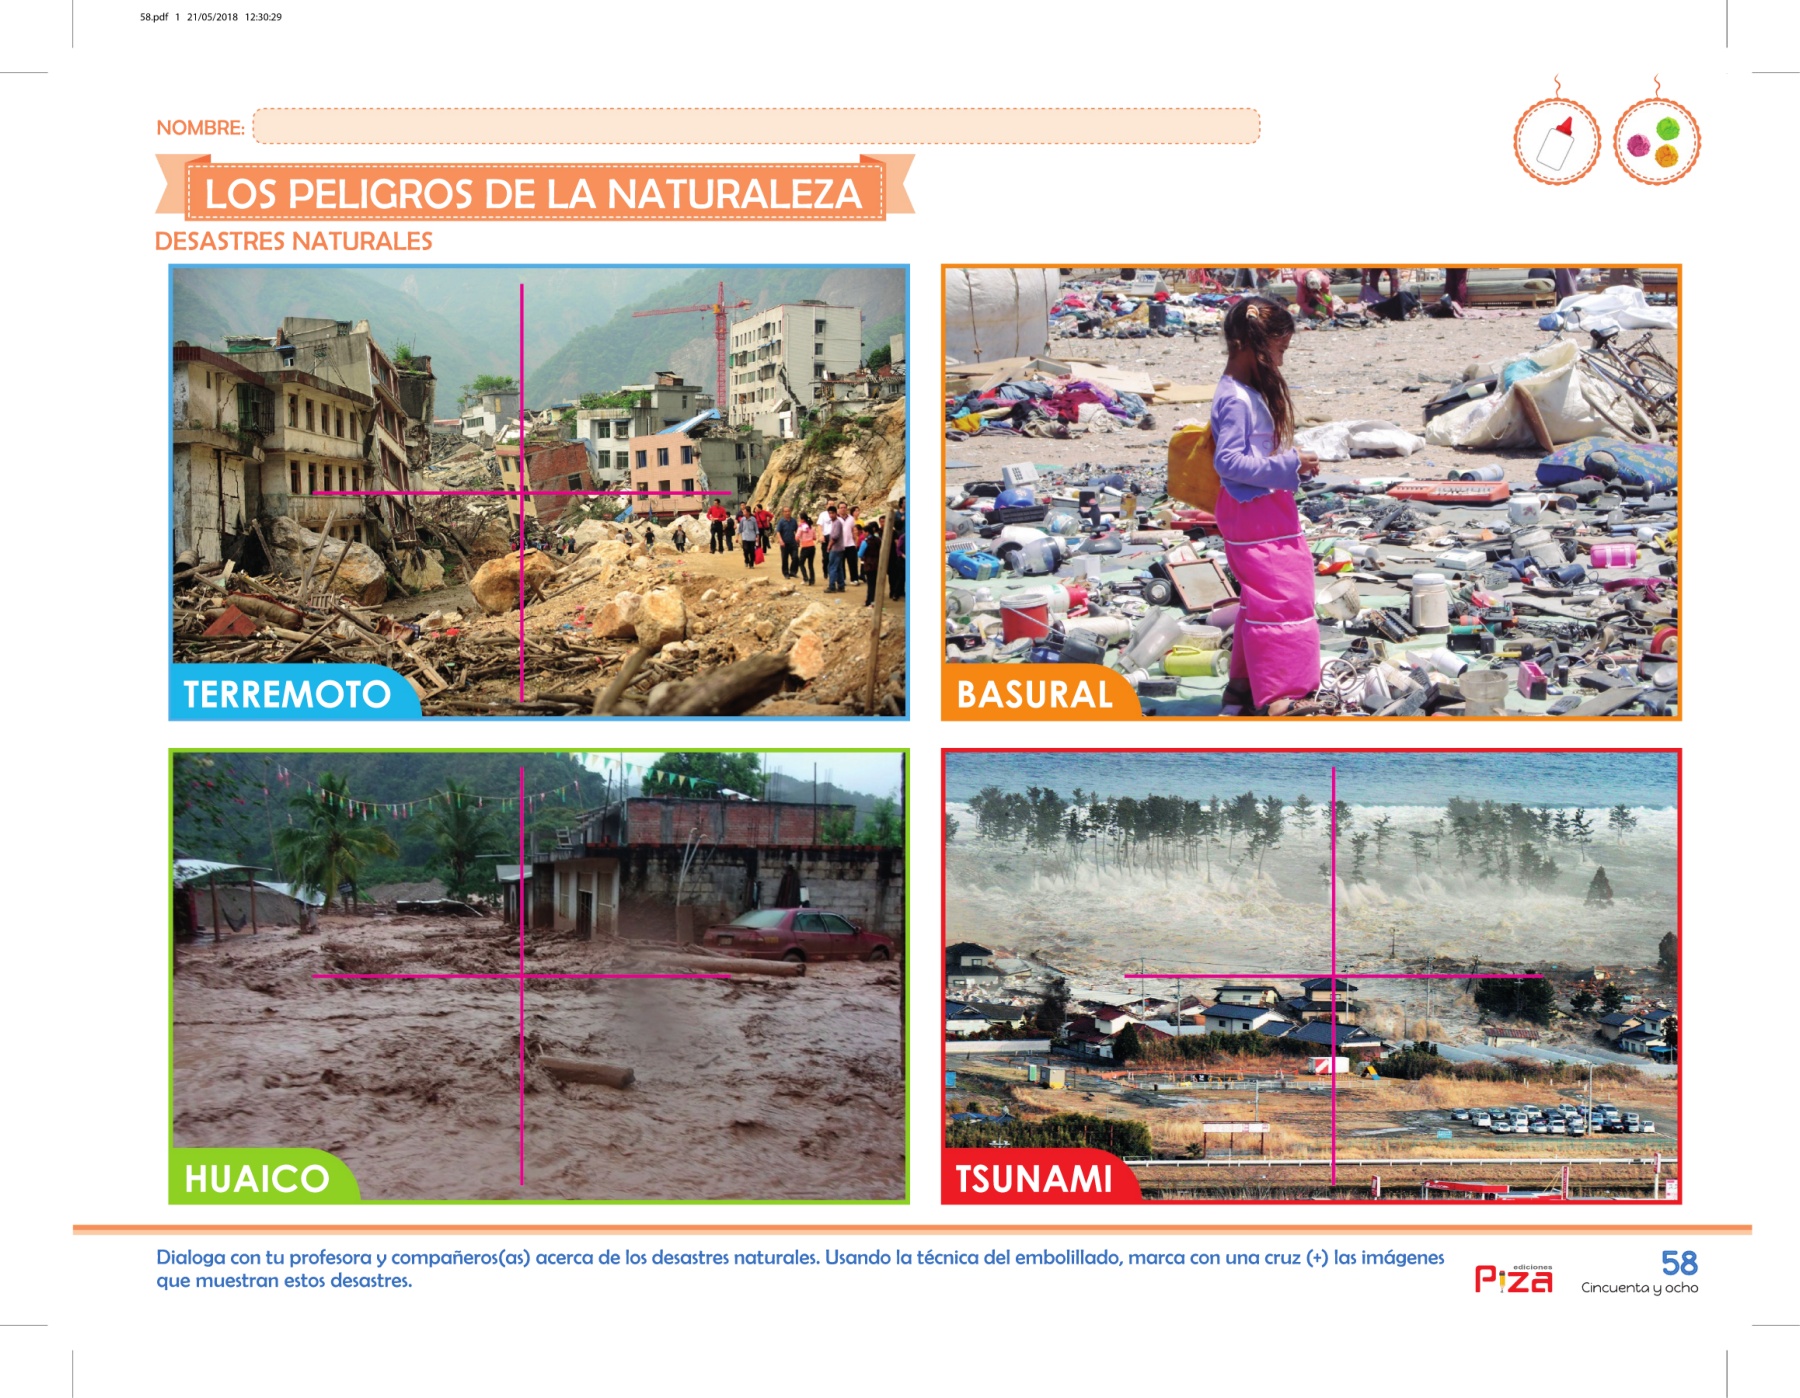 58.pdf 1 21/05/2018 12:30:29
NOMBRE:
LOS PELIGROS DE LA NATURALEZA
DESASTRES NATURALES
TERREMOTO
BASURAL
HUAICO
TSUNAMI
Dialoga con tu profesora y compañeros(as) acerca de los desastres naturales. Usando la técnica del embolillado, marca con una cruz (+) las imágenes
que muestran estos desastres.
ediciones
Piza
58
Cincuenta y ocho